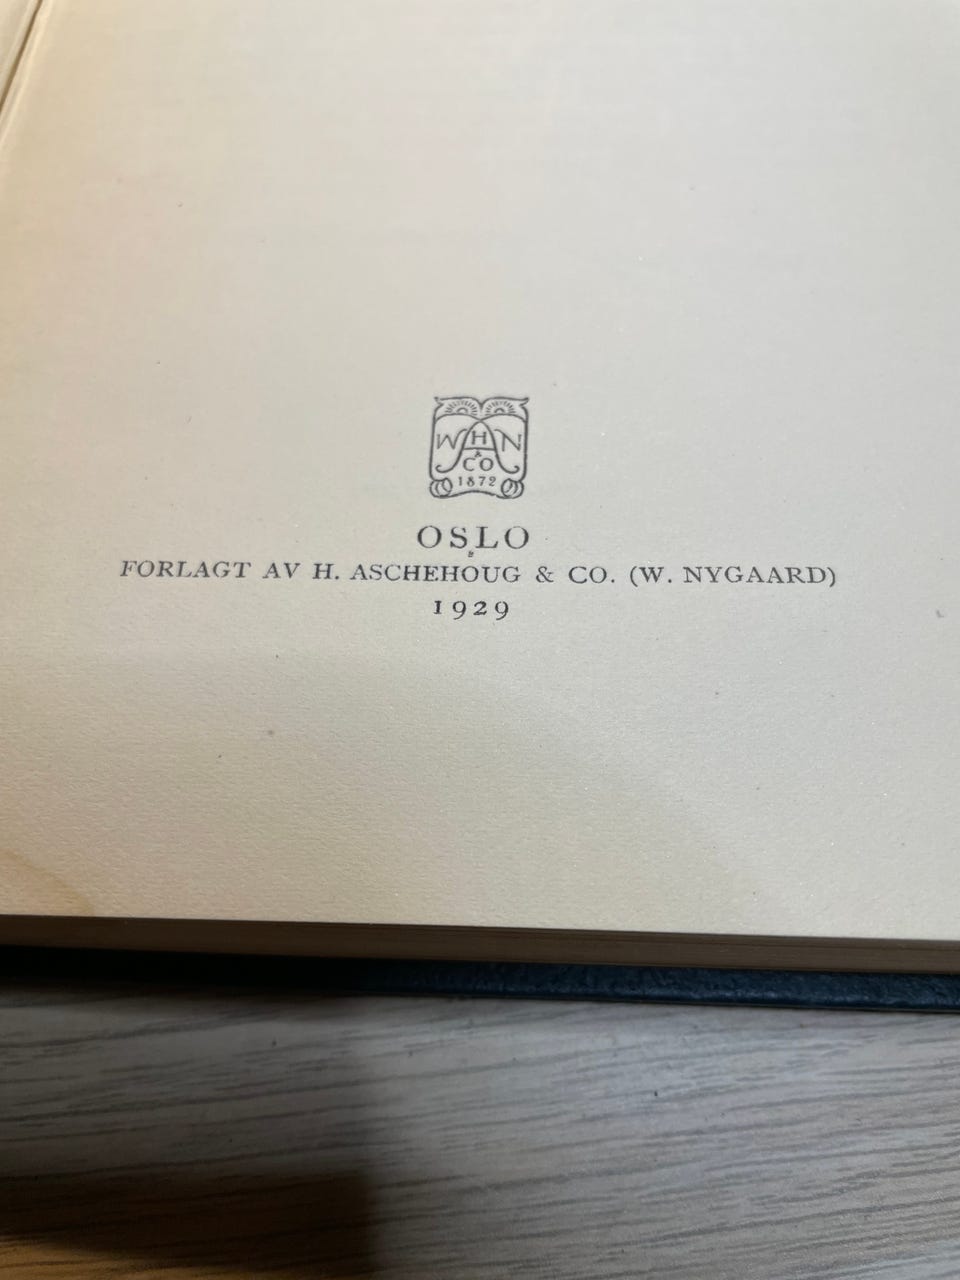 W H N
&
CO
1872
OSLO
FORLAGT AV H. ASCHEHOUG & CO. (W. NYGAARD)
1929